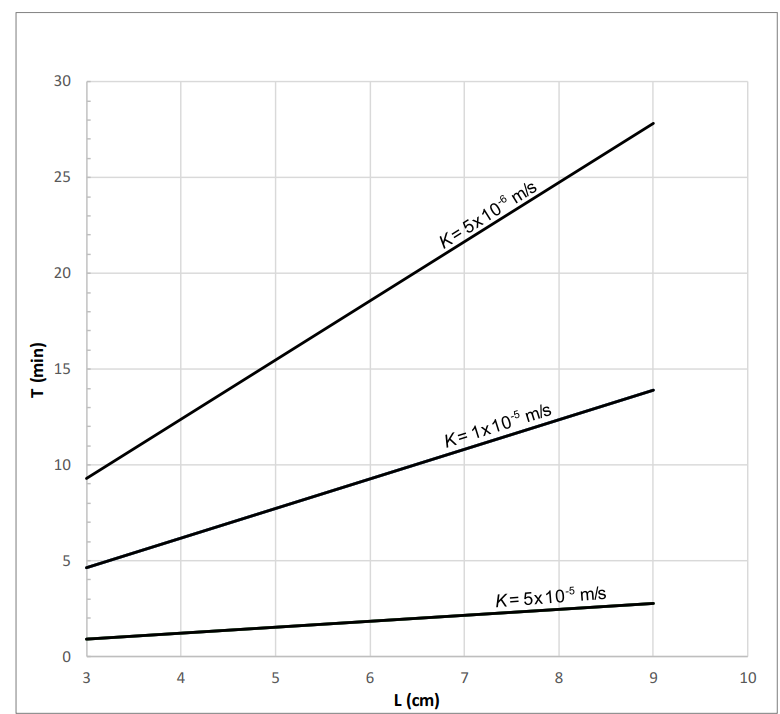 30
25
20
15
10
5
0
T (min)
K= 5x10⁻⁶ m/s
K= 1x10⁻⁵ m/s
K= 5x10⁻⁵ m/s
3 4 5 6 7 8 9 10
L (cm)